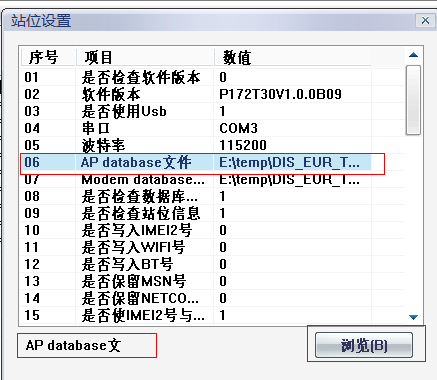 站位设置
序号 项目 数值
01 是否检查软件版本 0
02 软件版本 P172T30V1.0.0B09
03 是否使用Usb 1
04 串口 COM3
05 波特率 115200
06 AP database文件 E:\temp\DIS_EUR_T...
07 Modem database... E:\temp\DIS_EUR_T...
08 是否检查数据库... 0
09 是否检查站位信息 1
10 是否写入IMEI2号 0
11 是否写入WIFI号 0
12 是否写入BT号 0
13 是否保留MSN号 0
14 是否保留NETCO... 0
15 是否使IMEI2号与... 1
AP database文 浏览(B)